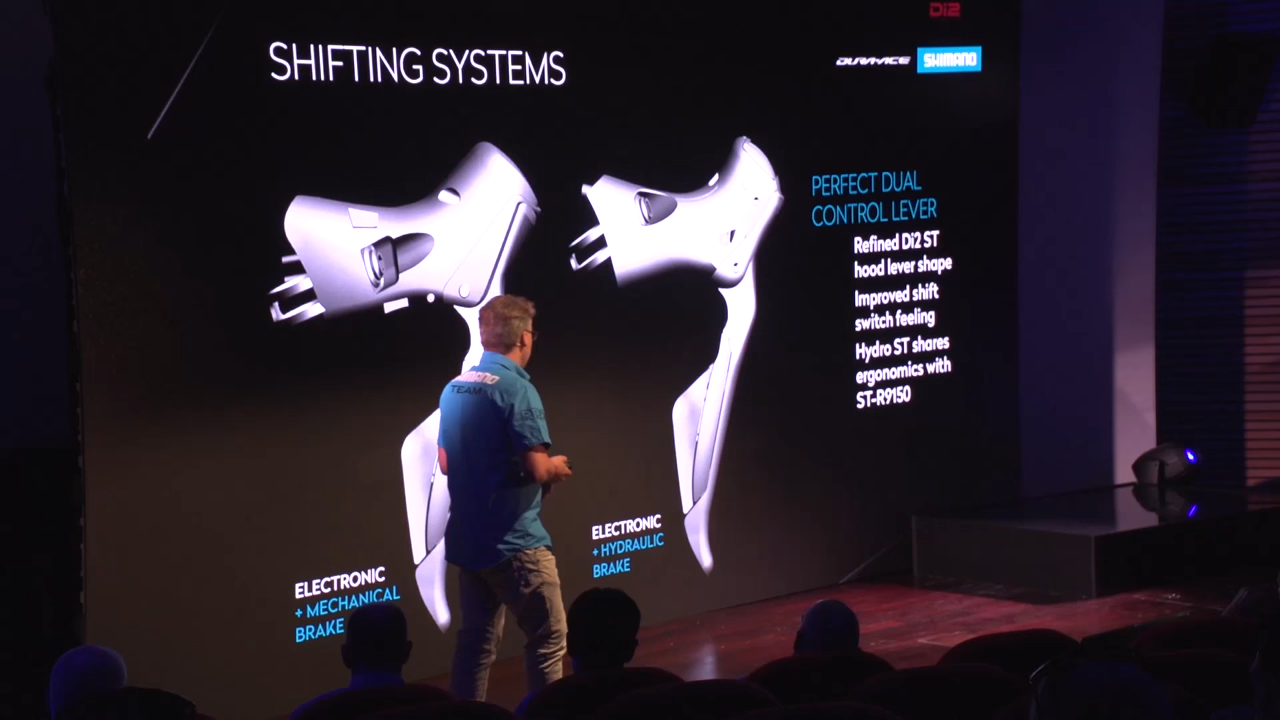 Di2
SHIFTING SYSTEMS
DURA-ACE
SHIMANO
PERFECT DUAL
CONTROL LEVER
Refined Di2 ST
hood lever shape
Improved shift
switch feeling
Hydro ST shares
ergonomics with
ST-R9150
SHIMANO
TEAM
ELECTRONIC
+ HYDRAULIC
BRAKE
ELECTRONIC
+ MECHANICAL
BRAKE